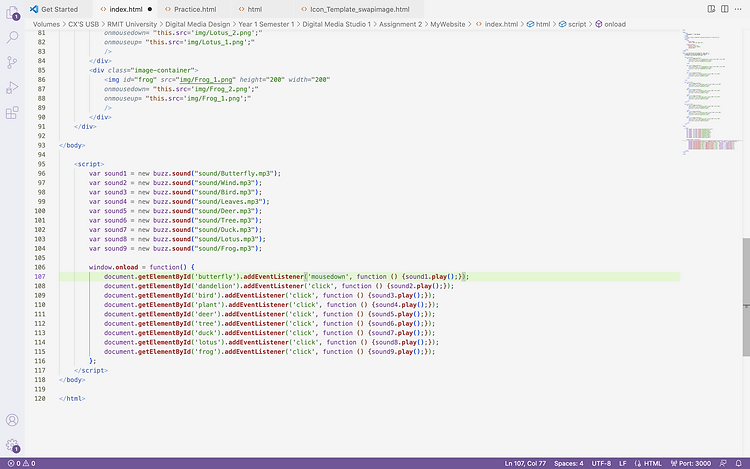 Get Started index.html Practice.html html Icon_Template_swapimage.html
Volumes > CX'S USB > RMIT University > Digital Media Design > Year 1 Semester 1 > Digital Media Studio 1 > Assignment 2 > MyWebsite > index.html > html > script > onload
81 onmousedown= "this.src='img/Lotus_2.png';"
82 onmouseup= "this.src='img/Lotus_1.png';"
83 />
84 </div>
85 <div class="image-container">
86 <img id="frog" src="img/Frog_1.png" height="200" width="200"
87 onmousedown= "this.src='img/Frog_2.png';"
88 onmouseup= "this.src='img/Frog_1.png';"
89 />
90 </div>
91 </div>
92
93 </body>
94
95 <script>
96 var sound1 = new buzz.sound("sound/Butterfly.mp3");
97 var sound2 = new buzz.sound("sound/Wind.mp3");
98 var sound3 = new buzz.sound("sound/Bird.mp3");
99 var sound4 = new buzz.sound("sound/Leaves.mp3");
100 var sound5 = new buzz.sound("sound/Deer.mp3");
101 var sound6 = new buzz.sound("sound/Tree.mp3");
102 var sound7 = new buzz.sound("sound/Duck.mp3");
103 var sound8 = new buzz.sound("sound/Lotus.mp3");
104 var sound9 = new buzz.sound("sound/Frog.mp3");
105
106 window.onload = function() {
107 document.getElementById('butterfly').addEventListener('mousedown', function () {sound1.play();});
108 document.getElementById('dandelion').addEventListener('click', function () {sound2.play();});
109 document.getElementById('bird').addEventListener('click', function () {sound3.play();});
110 document.getElementById('plant').addEventListener('click', function () {sound4.play();});
111 document.getElementById('deer').addEventListener('click', function () {sound5.play();});
112 document.getElementById('tree').addEventListener('click', function () {sound6.play();});
113 document.getElementById('duck').addEventListener('click', function () {sound7.play();});
114 document.getElementById('lotus').addEventListener('click', function () {sound8.play();});
115 document.getElementById('frog').addEventListener('click', function () {sound9.play();});
116 };
117 </script>
118 </body>
119
120 </html>
1
1
0 0 Ln 107, Col 77 Spaces: 4 UTF-8 LF HTML Port: 3000